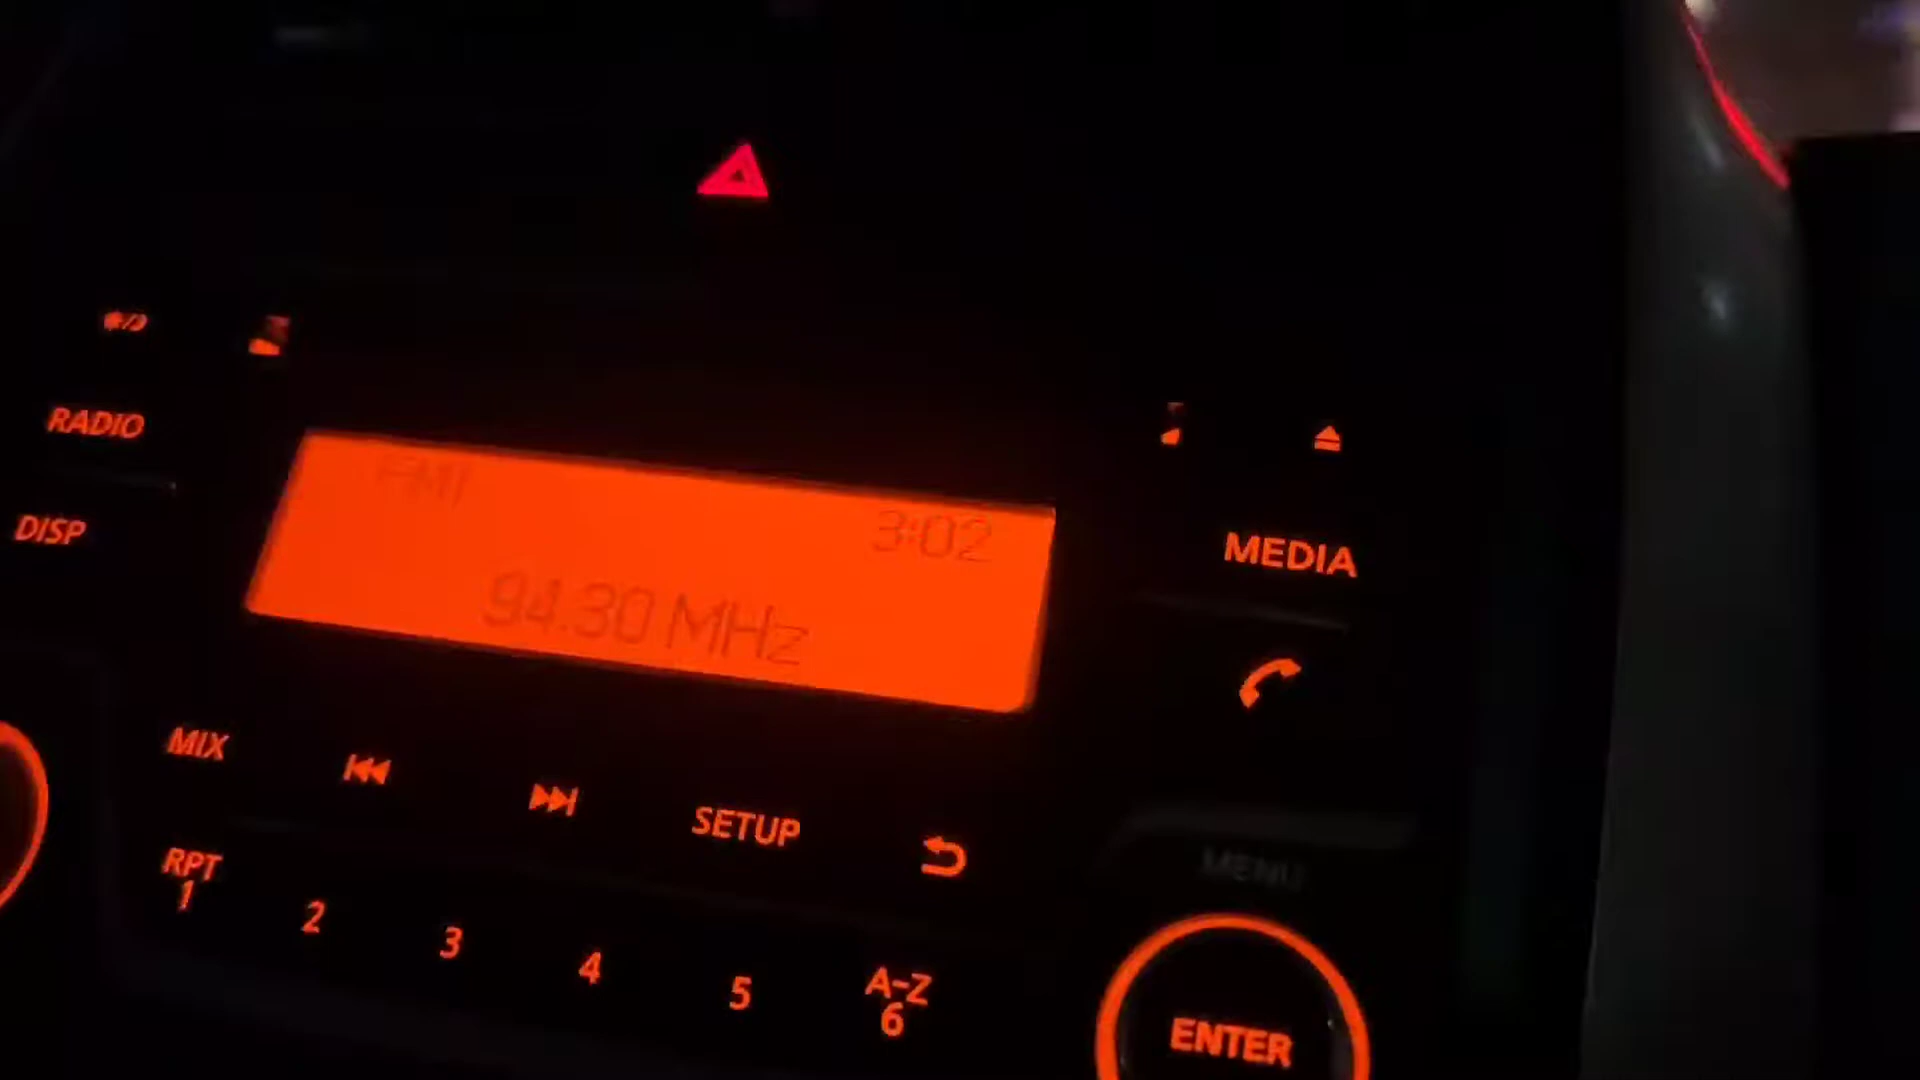 RADIO
DISP
FM1
3:02
94.30 MHz
MEDIA
MIX
SETUP
RPT
1
2
3
4
5
A-Z
6
MENU
ENTER